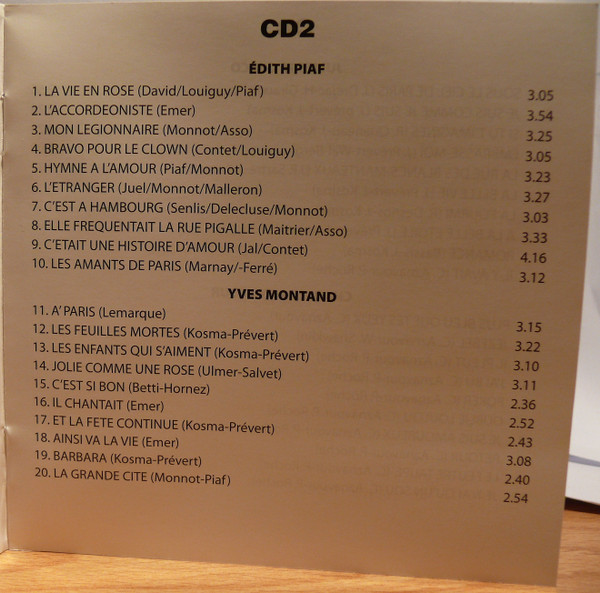 CD2
ÉDITH PIAF
1. LA VIE EN ROSE (David/Louiguy/Piaf) 3.05
2. L'ACCORDEONISTE (Emer) 3.54
3. MON LEGIONNAIRE (Monnot/Asso) 3.25
4. BRAVO POUR LE CLOWN (Contet/Louiguy) 3.05
5. HYMNE A L'AMOUR (Piaf/Monnot) 3.23
6. L'ETRANGER (Juel/Monnot/Malleron) 3.27
7. C'EST A HAMBOURG (Senlis/Delecluse/Monnot) 3.03
8. ELLE FREQUENTAIT LA RUE PIGALLE (Maitrier/Asso) 3.33
9. C'ETAIT UNE HISTOIRE D'AMOUR (Jal/Contet) 4.16
10. LES AMANTS DE PARIS (Marnay/-Ferré) 3.12
YVES MONTAND
11. A' PARIS (Lemarque) 3.15
12. LES FEUILLES MORTES (Kosma-Prévert) 3.22
13. LES ENFANTS QUI S'AIMENT (Kosma-Prévert) 3.10
14. JOLIE COMME UNE ROSE (Ulmer-Salvet) 3.11
15. C'EST SI BON (Betti-Hornez) 2.36
16. IL CHANTAIT (Emer) 2.52
17. ET LA FETE CONTINUE (Kosma-Prévert) 2.43
18. AINSI VA LA VIE (Emer) 3.08
19. BARBARA (Kosma-Prévert) 2.40
20. LA GRANDE CITE (Monnot-Piaf) 2.54